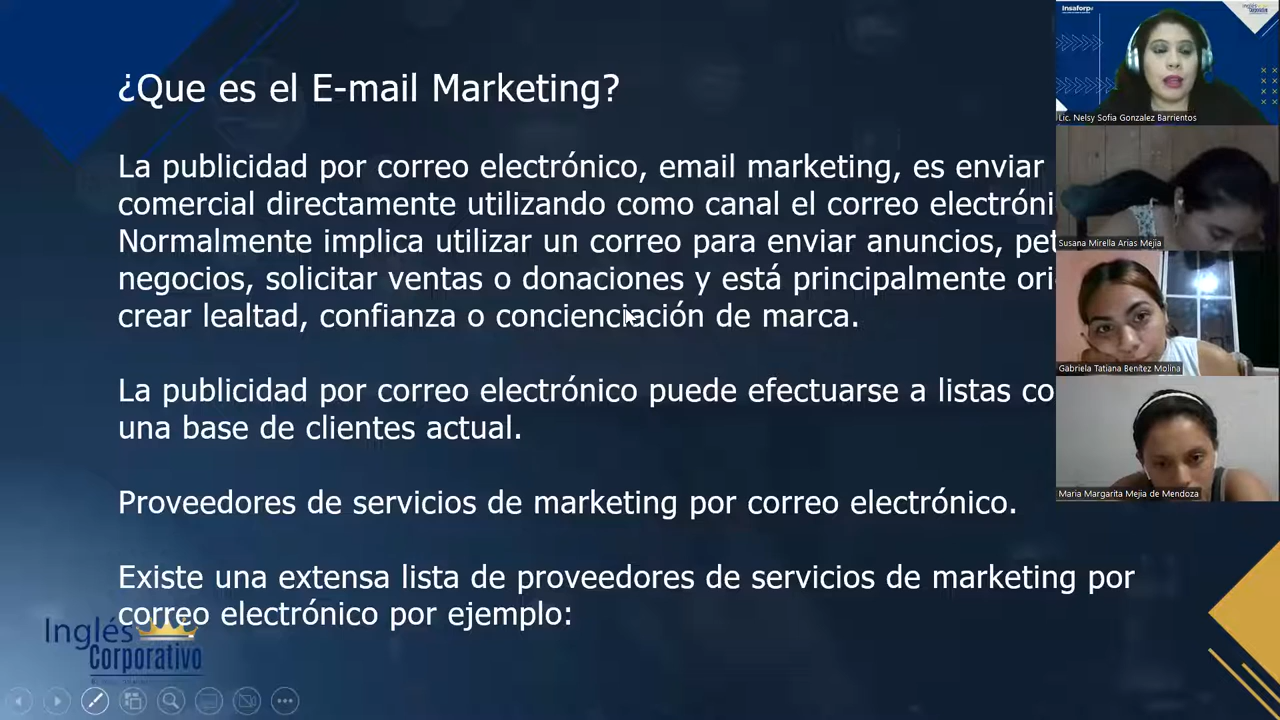 ¿Que es el E-mail Marketing?
La publicidad por correo electrónico, email marketing, es enviar
comercial directamente utilizando como canal el correo electróni
Normalmente implica utilizar un correo para enviar anuncios, pet
negocios, solicitar ventas o donaciones y está principalmente ori
crear lealtad, confianza o concienciación de marca.
La publicidad por correo electrónico puede efectuarse a listas co
una base de clientes actual.
Proveedores de servicios de marketing por correo electrónico.
Existe una extensa lista de proveedores de servicios de marketing por
correo electrónico por ejemplo:
Inglés
Corporativo
Insaforp
Inglés
Lic. Nelsy Sofia Gonzalez Barrientos
Susana Mirella Arias Mejia
Gabriela Tatiana Benítez Molina
Maria Margarita Mejia de Mendoza